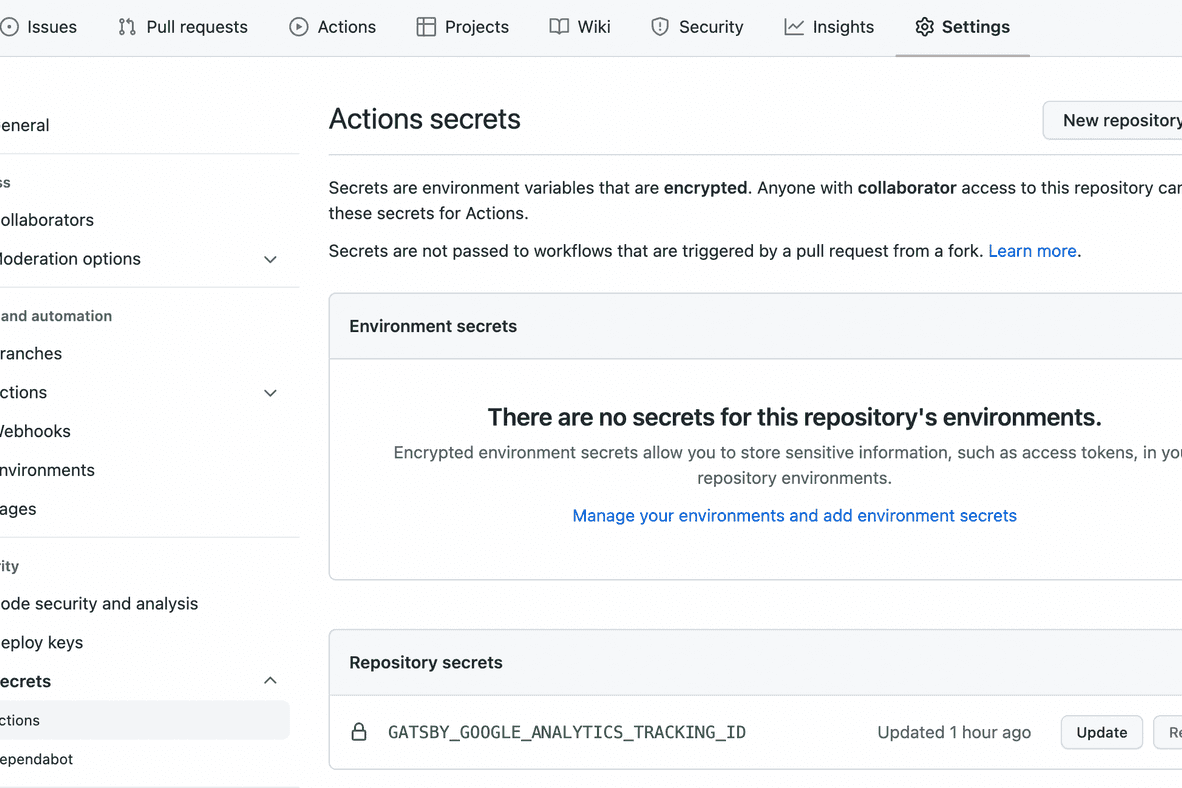 Issues Pull requests Actions Projects Wiki Security Insights Settings
eneral
ss
ollaborators
Moderation options
and automation
ranches
ctions
Webhooks
nvironments
ages
rity
ode security and analysis
eploy keys
ecrets
ctions
ependabot
Actions secrets
New repository
Secrets are environment variables that are encrypted. Anyone with collaborator access to this repository can
these secrets for Actions.
Secrets are not passed to workflows that are triggered by a pull request from a fork. Learn more.
Environment secrets
There are no secrets for this repository's environments.
Encrypted environment secrets allow you to store sensitive information, such as access tokens, in you
repository environments.
Manage your environments and add environment secrets
Repository secrets
GATSBY_GOOGLE_ANALYTICS_TRACKING_ID Updated 1 hour ago Update Re